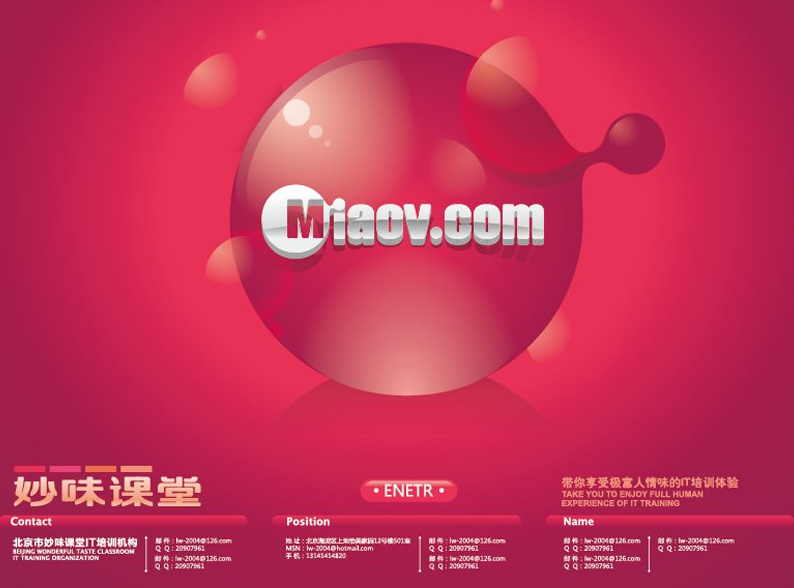 Miaov.com
妙味课堂
• ENETR •
带你享受极富人情味的IT培训体验
TAKE YOU TO ENJOY FULL HUMAN
EXPERIENCE OF IT TRAINING
Contact
北京市妙味课堂IT培训机构
BEIJING WONDERFUL TASTE CLASSROOM
IT TRAINING ORGANIZATION
邮 件 : lw-2004@126.com
Q Q : 20907961
邮 件 : lw-2004@126.com
Q Q : 20907961
Position
MSN : lw-2004@hotmail.com
手 机 : 13141414820
邮 件 : lw-2004@126.com
Q Q : 20907961
邮 件 : lw-2004@126.com
Q Q : 20907961
Name
邮 件 : lw-2004@126.com
Q Q : 20907961
邮 件 : lw-2004@126.com
Q Q : 20907961
邮 件 : lw-2004@126.com
Q Q : 20907961